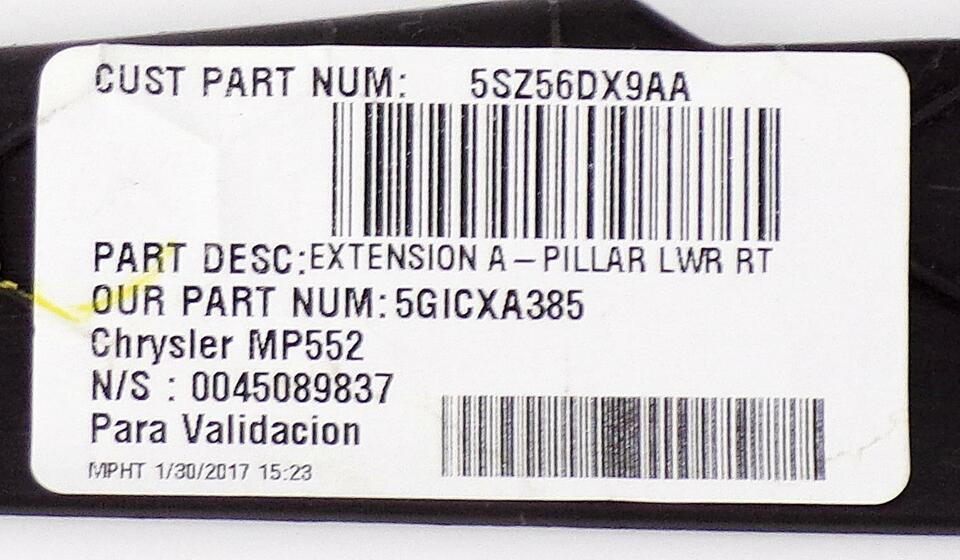 CUST PART NUM: 5SZ56DX9AA
PART DESC:EXTENSION A-PILLAR LWR RT
OUR PART NUM:5GICXA385
Chrysler MP552
N/S : 0045089837
Para Validacion
MPHT 1/30/2017 15:23